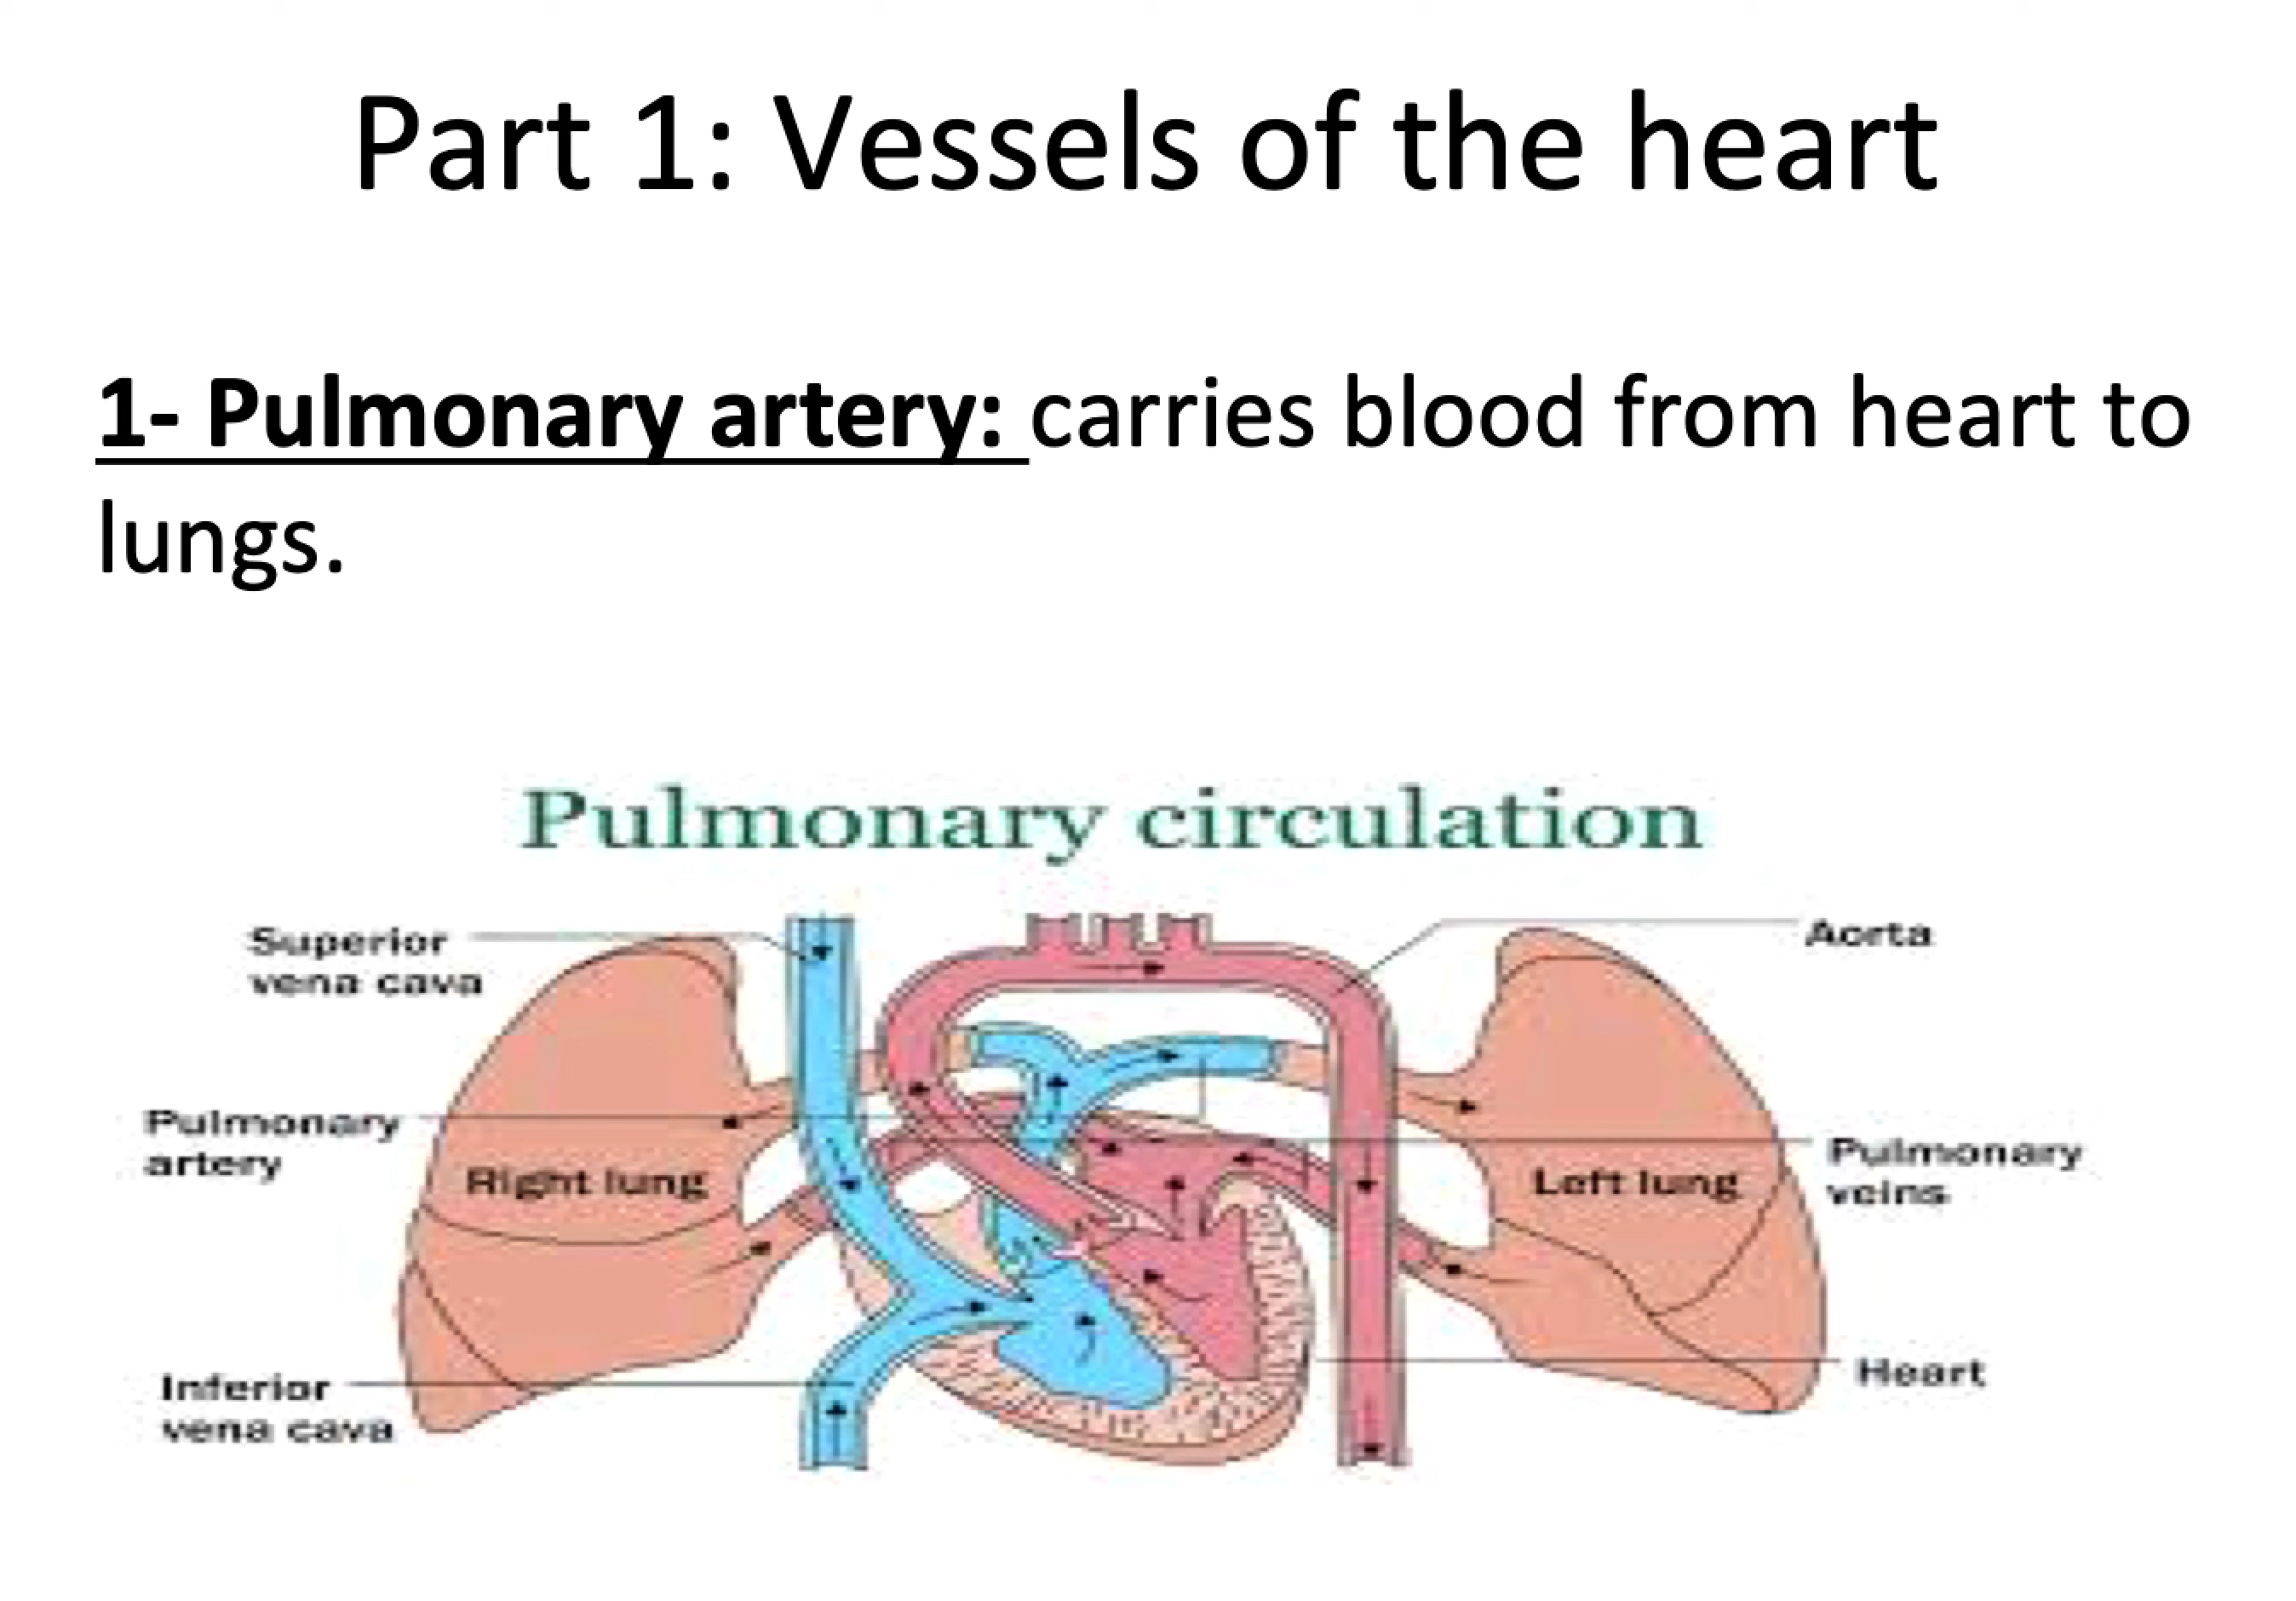 Part 1: Vessels of the heart
1- Pulmonary artery: carries blood from heart to
lungs.
Pulmonary circulation
Superior
vena cava
Aorta
Pulmonary
artery
Right lung
Left lung
Pulmonary
veins
Inferior
vena cava
Heart